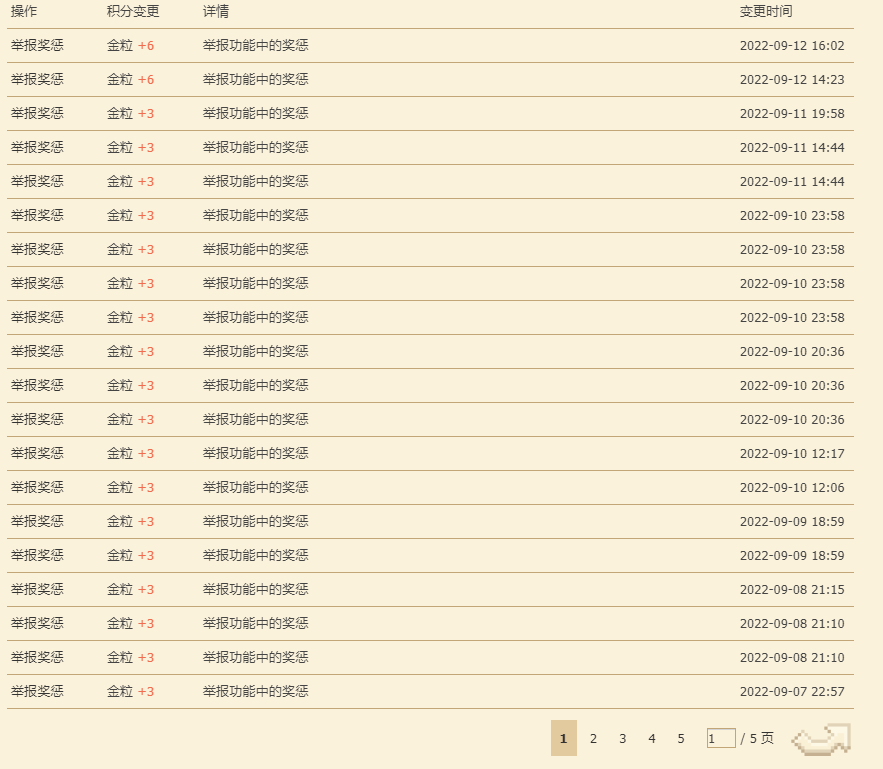 操作 积分变更 详情 变更时间
举报奖惩 金粒 +6 举报功能中的奖惩 2022-09-12 16:02
举报奖惩 金粒 +6 举报功能中的奖惩 2022-09-12 14:23
举报奖惩 金粒 +3 举报功能中的奖惩 2022-09-11 19:58
举报奖惩 金粒 +3 举报功能中的奖惩 2022-09-11 14:44
举报奖惩 金粒 +3 举报功能中的奖惩 2022-09-11 14:44
举报奖惩 金粒 +3 举报功能中的奖惩 2022-09-10 23:58
举报奖惩 金粒 +3 举报功能中的奖惩 2022-09-10 23:58
举报奖惩 金粒 +3 举报功能中的奖惩 2022-09-10 23:58
举报奖惩 金粒 +3 举报功能中的奖惩 2022-09-10 23:58
举报奖惩 金粒 +3 举报功能中的奖惩 2022-09-10 20:36
举报奖惩 金粒 +3 举报功能中的奖惩 2022-09-10 20:36
举报奖惩 金粒 +3 举报功能中的奖惩 2022-09-10 20:36
举报奖惩 金粒 +3 举报功能中的奖惩 2022-09-10 12:17
举报奖惩 金粒 +3 举报功能中的奖惩 2022-09-10 12:06
举报奖惩 金粒 +3 举报功能中的奖惩 2022-09-09 18:59
举报奖惩 金粒 +3 举报功能中的奖惩 2022-09-09 18:59
举报奖惩 金粒 +3 举报功能中的奖惩 2022-09-08 21:15
举报奖惩 金粒 +3 举报功能中的奖惩 2022-09-08 21:10
举报奖惩 金粒 +3 举报功能中的奖惩 2022-09-08 21:10
举报奖惩 金粒 +3 举报功能中的奖惩 2022-09-07 22:57
1 2 3 4 5 1 / 5 页